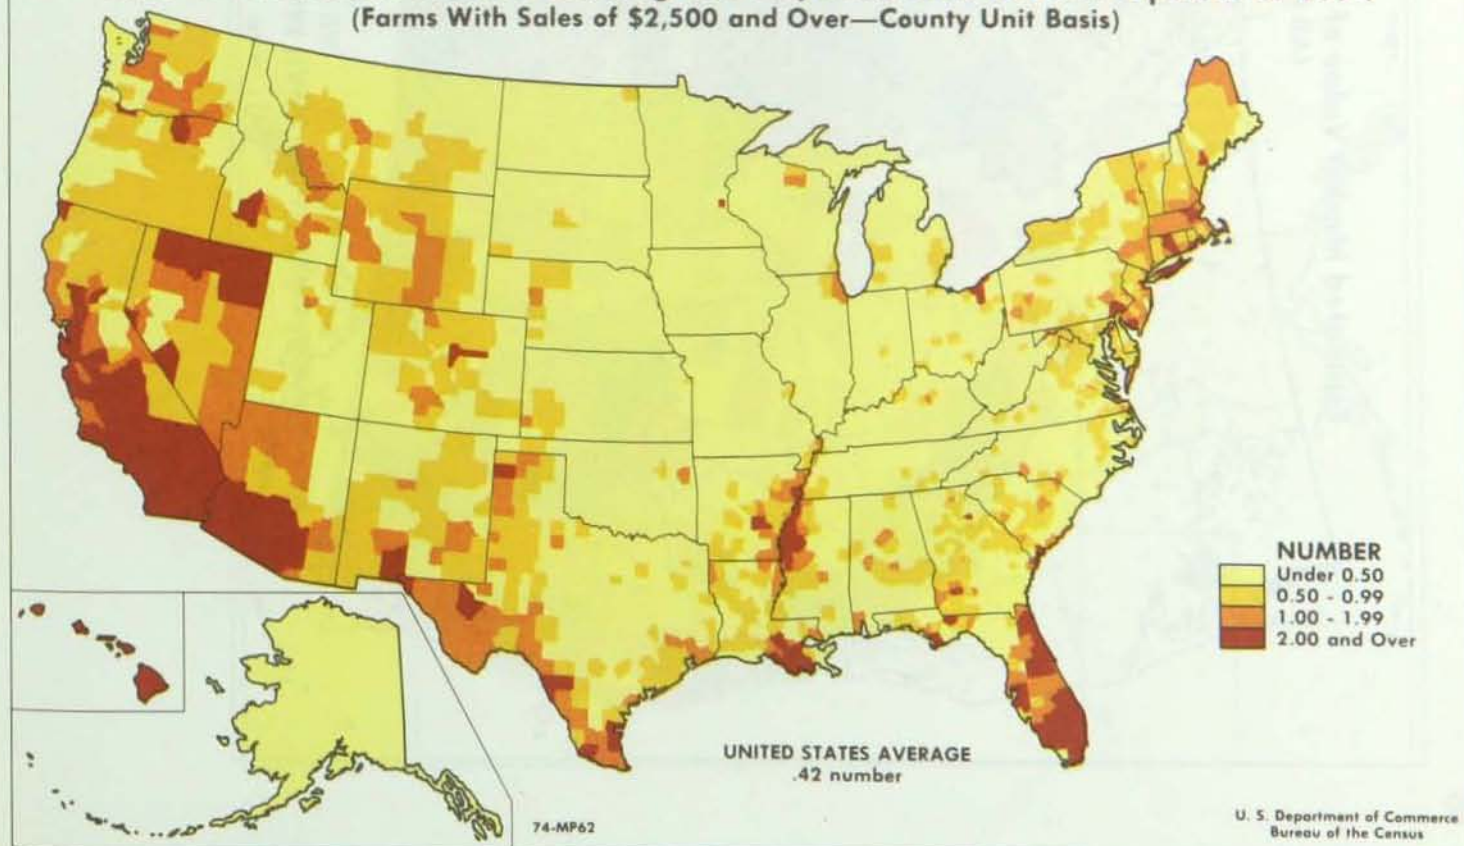 (Farms With Sales of $2,500 and Over—County Unit Basis)
NUMBER
Under 0.50
0.50 - 0.99
1.00 - 1.99
2.00 and Over
UNITED STATES AVERAGE
.42 number
74-MP62
U. S. Department of Commerce
Bureau of the Census